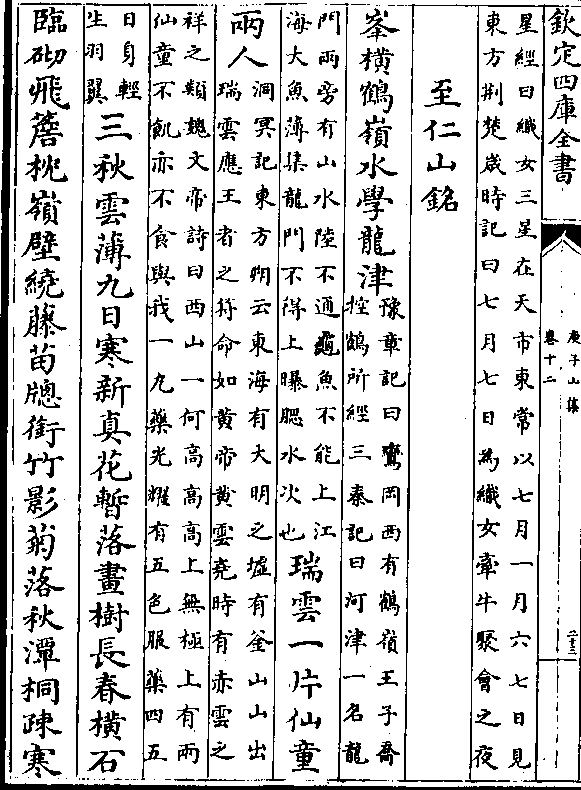 欽定四庫全書
庾子山集
卷十二
二十三
星經曰織女三星在天市東常以七月一月六七日見
東方荆楚歲時記曰七月七日為織女牽牛聚會之夜
至仁山銘
峯横鶴嶺水學龍津
豫章記曰鸞岡西有鶴嶺王子喬
控鶴所經三秦記曰河津一名龍
門兩旁有山水陸不通龜魚不能上江
海大魚薄集龍門不得上曝腮水次也
瑞雲一片仙童
兩人
洞冥記東方朔云東海有大明之墟有釜山山出
瑞雲應王者之符命如黄帝黄雲堯時有赤雲之
祥之類魏文帝詩曰西山一何高高高上無極上有兩
仙童不飢亦不食與我一丸藥光耀有五色服藥四五
日身輕
生羽翼
三秋雲薄九日寒新真花暫落畫樹長春横石
臨砌飛簷枕嶺壁繞藤苗牕銜竹影菊落秋潭桐疎寒